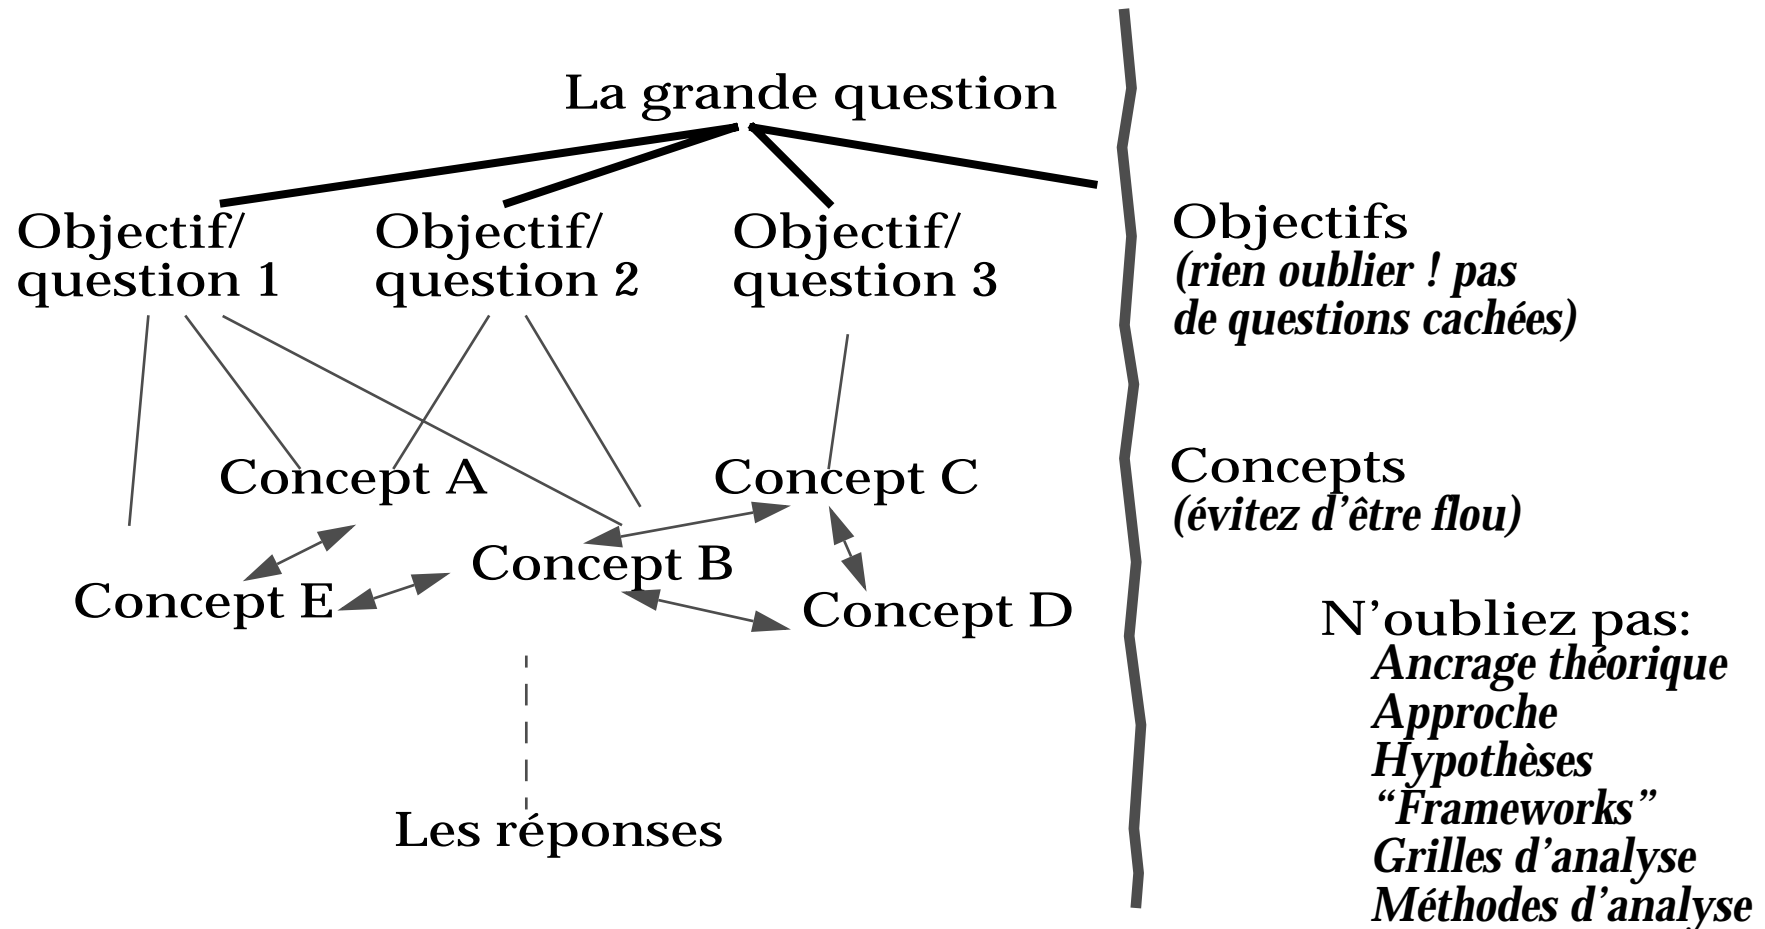 La grande question
Objectif/
question 1
Objectif/
question 2
Objectif/
question 3
Concept A
Concept C
Concept B
Concept E
Concept D
Les réponses
Objectifs
(rien oublier ! pas
de questions cachées)
Concepts
(évitez d’être flou)
N’oubliez pas:
Ancrage théorique
Approche
Hypothèses
“Frameworks”
Grilles d’analyse
Méthodes d’analyse